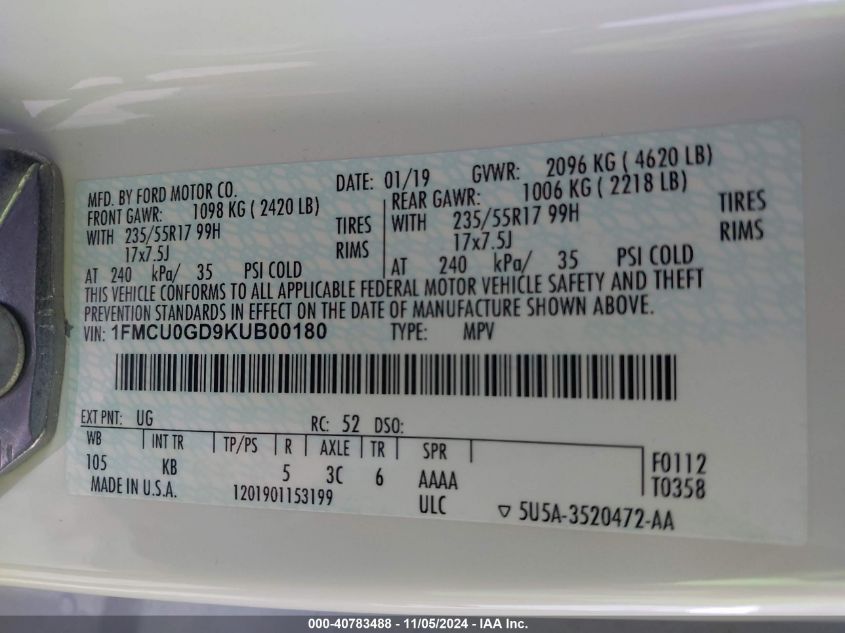 MFD. BY FORD MOTOR CO. DATE: 01/19 GVWR: 2096 KG ( 4620 LB)
FRONT GAWR: 1098 KG ( 2420 LB) REAR GAWR: 1006 KG ( 2218 LB)
WITH 235/55R17 99H TIRES WITH 235/55R17 99H TIRES
17x7.5J RIMS 17x7.5J RIMS
AT 240 kPa/ 35 PSI COLD AT 240 kPa/ 35 PSI COLD
THIS VEHICLE CONFORMS TO ALL APPLICABLE FEDERAL MOTOR VEHICLE SAFETY AND THEFT
PREVENTION STANDARDS IN EFFECT ON THE DATE OF MANUFACTURE SHOWN ABOVE.
VIN: 1FMCU0GD9KUB00180 TYPE: MPV
EXT PNT: UG RC: 52 DSO:
WB INT TR TP/PS R AXLE TR SPR
105 KB 5 3C 6 AAAA F0112
MADE IN U.S.A. 1201901153199 ULC T0358
5U5A-3520472-AA
000-40783488 - 11/05/2024 - IAA Inc.